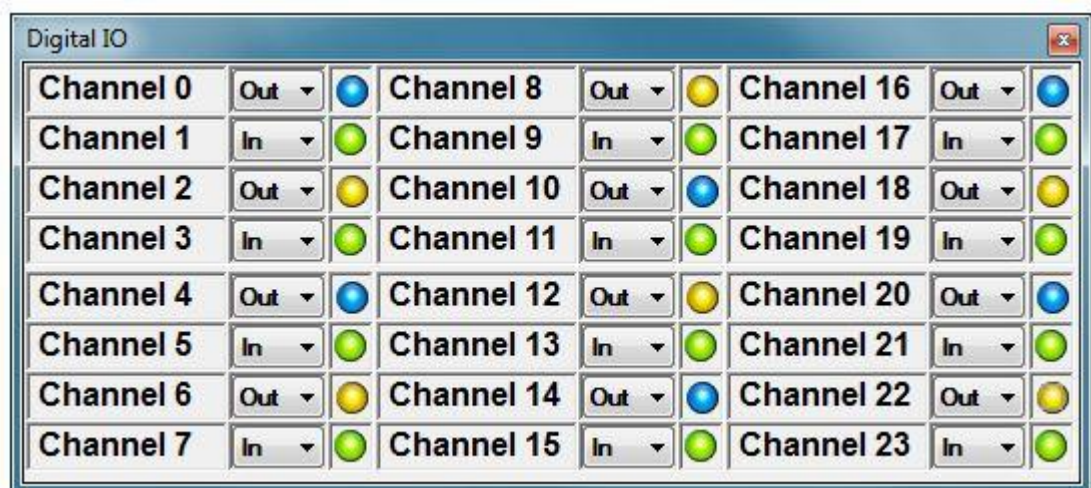 Digital IO
Channel 0 Out Channel 8 Out Channel 16 Out
Channel 1 In Channel 9 In Channel 17 In
Channel 2 Out Channel 10 Out Channel 18 Out
Channel 3 In Channel 11 In Channel 19 In
Channel 4 Out Channel 12 Out Channel 20 Out
Channel 5 In Channel 13 In Channel 21 In
Channel 6 Out Channel 14 Out Channel 22 Out
Channel 7 In Channel 15 In Channel 23 In